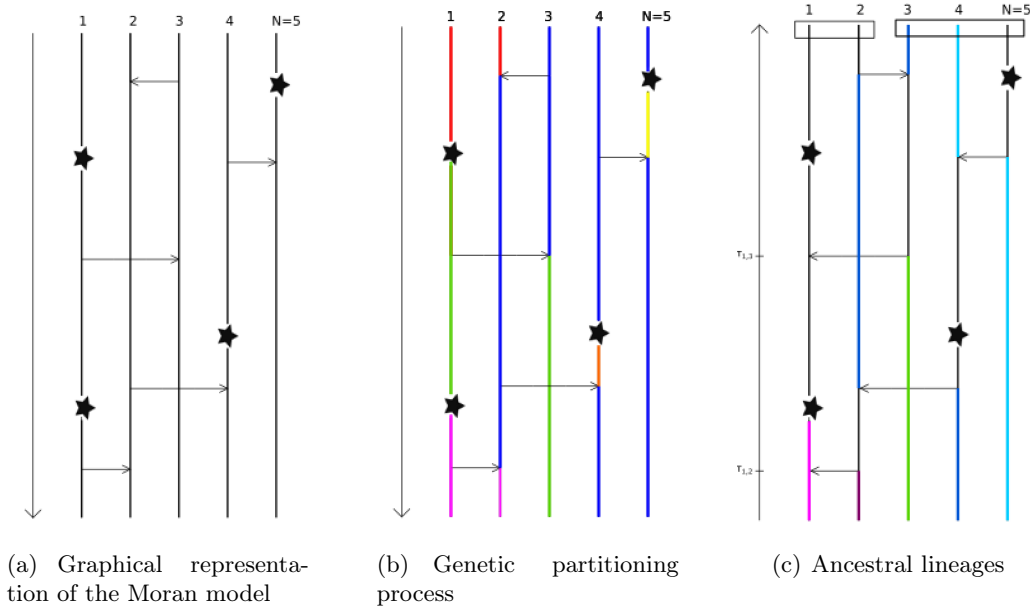 1 2 3 4 N=5
1 2 3 4 N=5
1 2 3 4 N=5
τ1,3
τ1,2
(a) Graphical representa-
tion of the Moran model
(b) Genetic partitioning
process
(c) Ancestral lineages